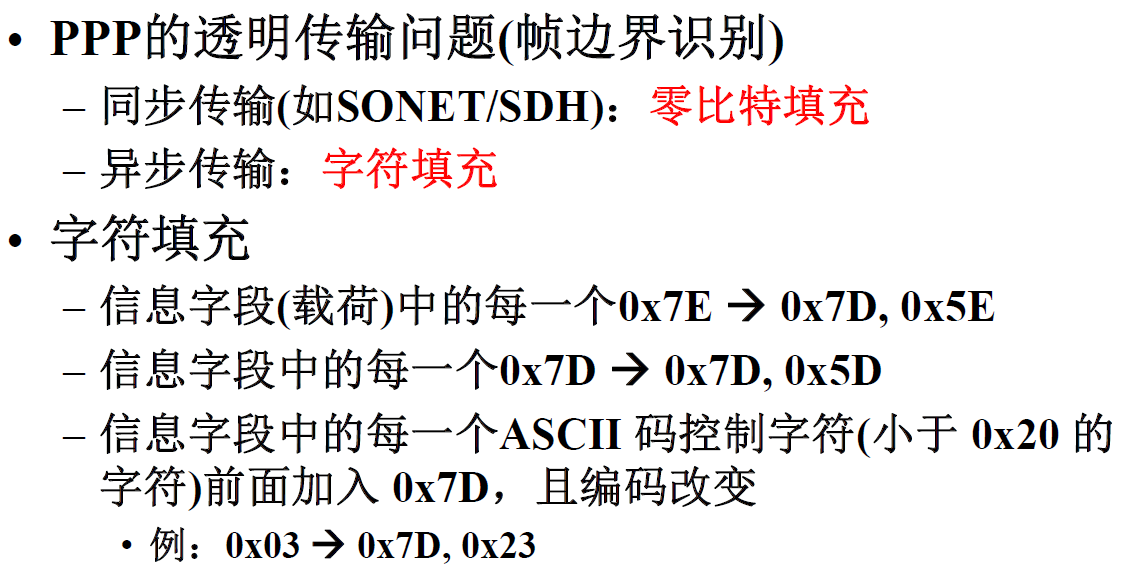 • PPP的透明传输问题(帧边界识别)
– 同步传输(如SONET/SDH)：零比特填充
– 异步传输：字符填充
• 字符填充
– 信息字段(载荷)中的每一个0x7E → 0x7D, 0x5E
– 信息字段中的每一个0x7D → 0x7D, 0x5D
– 信息字段中的每一个ASCII 码控制字符(小于 0x20 的
字符)前面加入 0x7D，且编码改变
• 例：0x03 → 0x7D, 0x23